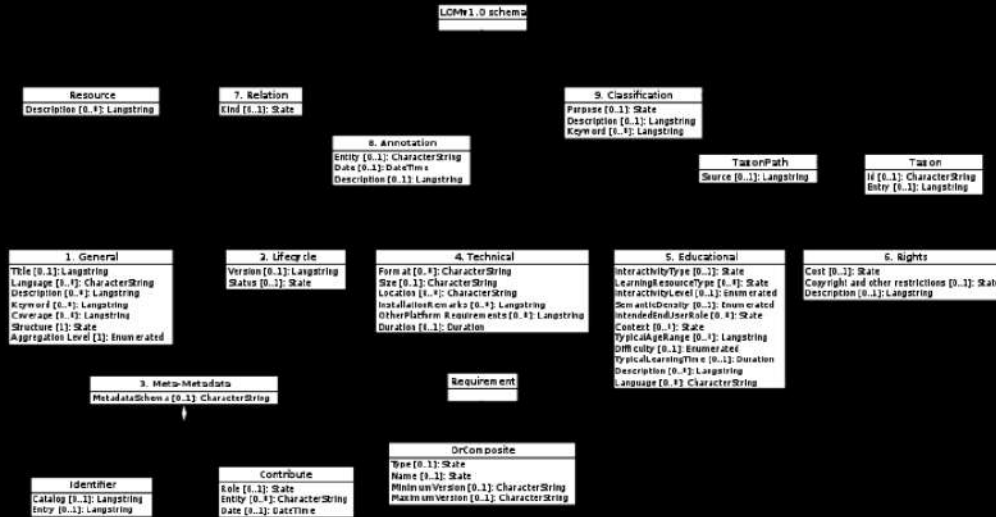 LOMv1.0 schema
Resource
Description [0..*]: Langstring
7. Relation
Kind [0..1]: State
9. Classification
Purpose [0..1]: State
Description [0..1]: Langstring
Keyword [0..*]: Langstring
8. Annotation
Entity [0..1]: CharacterString
Date [0..1]: DateTime
Description [0..1]: Langstring
TaxonPath
Source [0..1]: Langstring
Taxon
Id [0..1]: CharacterString
Entry [0..1]: Langstring
1. General
Title [0..1]: Langstring
Language [0..*]: CharacterString
Description [0..*]: Langstring
Keyword [0..*]: Langstring
Coverage [0..*]: Langstring
Structure [1]: State
Aggregation Level [1]: Enumerated
2. Lifecycle
Version [0..1]: Langstring
Status [0..1]: State
4. Technical
Format [0..*]: CharacterString
Size [0..1]: CharacterString
Location [0..*]: CharacterString
InstallationRemarks [0..*]: Langstring
OtherPlatform Requirements [0..*]: Langstring
Duration [0..1]: Duration
5. Educational
InteractivityType [0..1]: State
LearningResourceType [0..*]: State
InteractivityLevel [0..1]: Enumerated
SemanticDensity [0..1]: Enumerated
IntendedEndUserRole [0..*]: State
Context [0..*]: State
TypicalAgeRange [0..*]: Langstring
Difficulty [0..1]: Enumerated
TypicalLearningTime [0..1]: Duration
Description [0..*]: Langstring
Language [0..*]: CharacterString
6. Rights
Cost [0..1]: State
Copyright and other restrictions [0..1]: State
Description [0..1]: Langstring
3. Meta-Metadata
MetadataSchema [0..1]: CharacterString
Requirement
OrComposite
Type [0..1]: State
Name [0..1]: State
MinimumVersion [0..1]: CharacterString
MaximumVersion [0..1]: CharacterString
Identifier
Catalog [0..1]: Langstring
Entry [0..1]: Langstring
Contribute
Role [0..1]: State
Entity [0..*]: CharacterString
Date [0..1]: DateTime